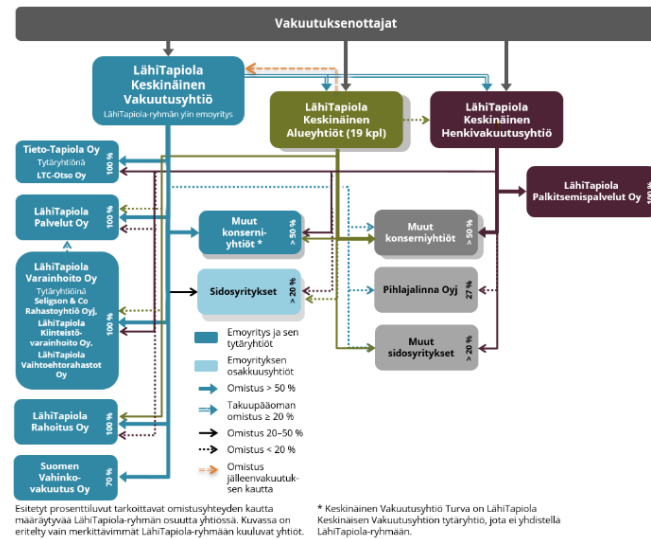 Vakuutuksenottajat
LähiTapiola
Keskinäinen
Vakuutusyhtiö
LähiTapiola-ryhmän ylin emoyritys
LähiTapiola
Keskinäinen
Alueyhtiöt (19 kpl)
LähiTapiola
Keskinäinen
Henkivakuutusyhtiö
Tieto-Tapiola Oy
Tytäryhtiönä
LTC-Otso Oy
100 %
LähiTapiola
Palkitsemispalvelut Oy
100 %
LähiTapiola
Palvelut Oy
100 %
Muut
konserni-
yhtiöt *
> 50 %
Muut
konserniyhtiöt
> 50 %
LähiTapiola
Varainhoito Oy
Tytäryhtiöinä
Seligson & Co
Rahastoyhtiö Oyj,
LähiTapiola
Kiinteistö-
varainhoito Oy,
LähiTapiola
Vaihtoehtorahastot
Oy
100 %
Sidosyritykset
> 20 %
Pihlajalinna Oyj
27 %
Muut
sidosyritykset
> 20 %
LähiTapiola
Rahoitus Oy
100 %
Suomen
Vahinko-
vakuutus Oy
70 %
Emoyritys ja sen
tytäryhtiöt
Emoyrityksen
osakkuusyhtiöt
Omistus > 50 %
Takuupääoman
omistus ≥ 20 %
Omistus 20–50 %
Omistus < 20 %
Omistus
jälleenvakuutuk-
sen kautta
Esitetyt prosenttiluvut tarkoittavat omistusyhteyden kautta
määräytyvää LähiTapiola-ryhmän osuutta yhtiössä. Kuvassa on
eritelty vain merkittävimmät LähiTapiola-ryhmään kuuluvat yhtiöt.
* Keskinäinen Vakuutusyhtiö Turva on LähiTapiola
Keskinäisen Vakuutusyhtiön tytäryhtiö, jota ei yhdistellä
LähiTapiola-ryhmään.